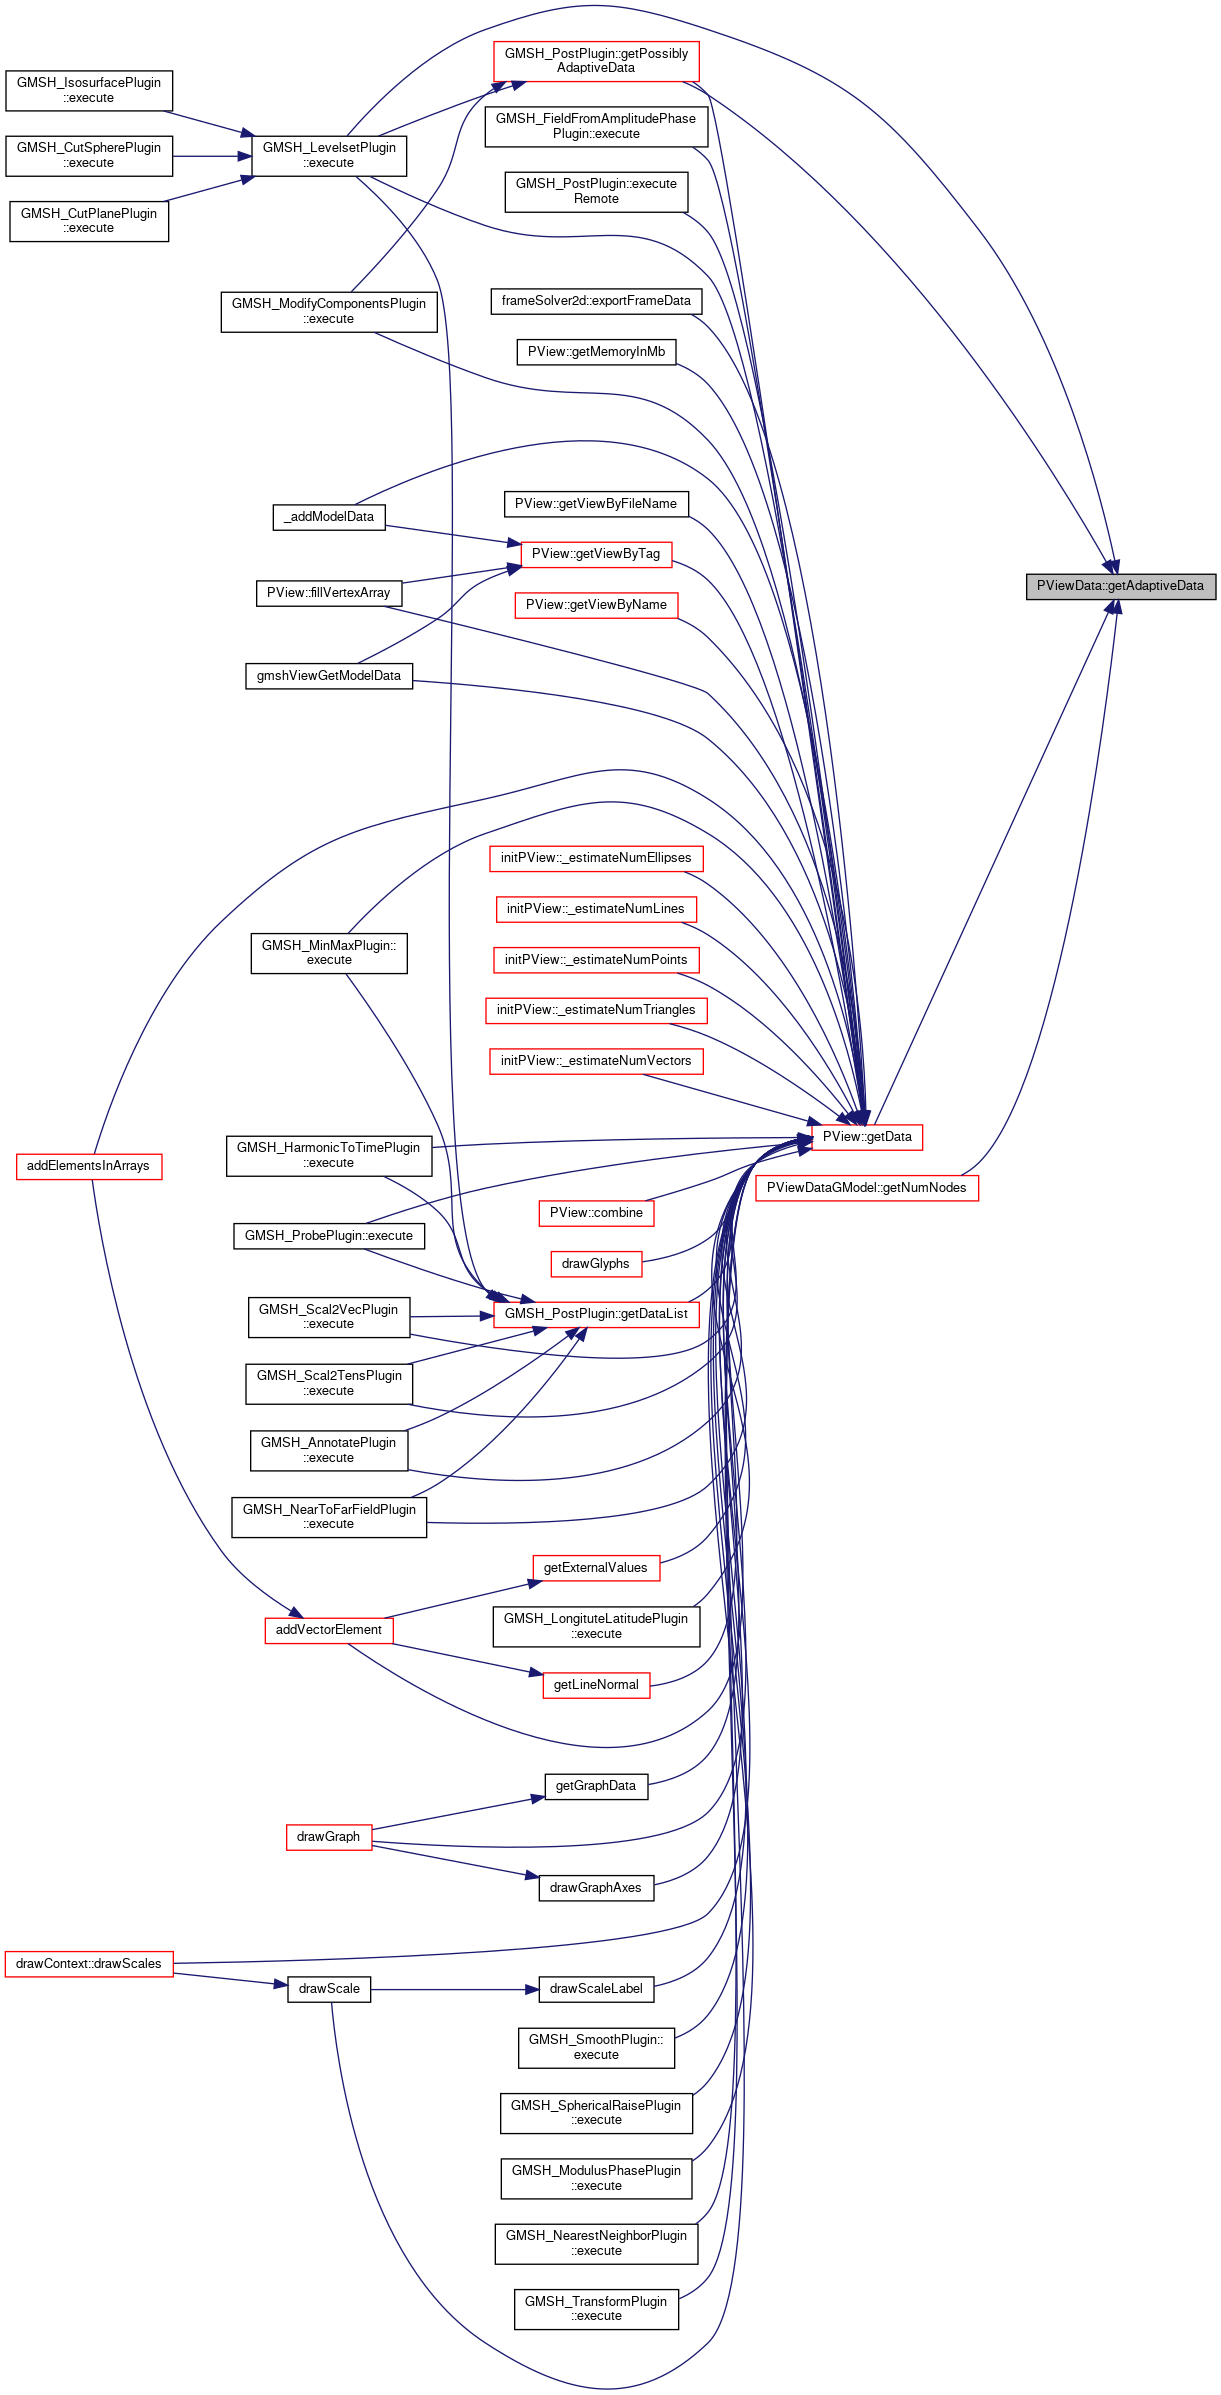 GMSH_IsosurfacePlugin
::execute
GMSH_CutSpherePlugin
::execute
GMSH_CutPlanePlugin
::execute
GMSH_LevelsetPlugin
::execute
GMSH_ModifyComponentsPlugin
::execute
GMSH_PostPlugin::getPossibly
AdaptiveData
GMSH_FieldFromAmplitudePhase
Plugin::execute
GMSH_PostPlugin::execute
Remote
frameSolver2d::exportFrameData
PView::getMemoryInMb
_addModelData
PView::getViewByFileName
PView::getViewByTag
PView::fillVertexArray
PView::getViewByName
gmshViewGetModelData
PViewData::getAdaptiveData
initPView::_estimateNumEllipses
initPView::_estimateNumLines
GMSH_MinMaxPlugin::
execute
initPView::_estimateNumPoints
initPView::_estimateNumTriangles
initPView::_estimateNumVectors
PView::getData
addElementsInArrays
GMSH_HarmonicToTimePlugin
::execute
PViewDataGModel::getNumNodes
PView::combine
GMSH_ProbePlugin::execute
drawGlyphs
GMSH_Scal2VecPlugin
::execute
GMSH_PostPlugin::getDataList
GMSH_Scal2TensPlugin
::execute
GMSH_AnnotatePlugin
::execute
GMSH_NearToFarFieldPlugin
::execute
getExternalValues
GMSH_LongituteLatitudePlugin
::execute
addVectorElement
getLineNormal
getGraphData
drawGraph
drawGraphAxes
drawContext::drawScales
drawScale
drawScaleLabel
GMSH_SmoothPlugin::
execute
GMSH_SphericalRaisePlugin
::execute
GMSH_ModulusPhasePlugin
::execute
GMSH_NearestNeighborPlugin
::execute
GMSH_TransformPlugin
::execute